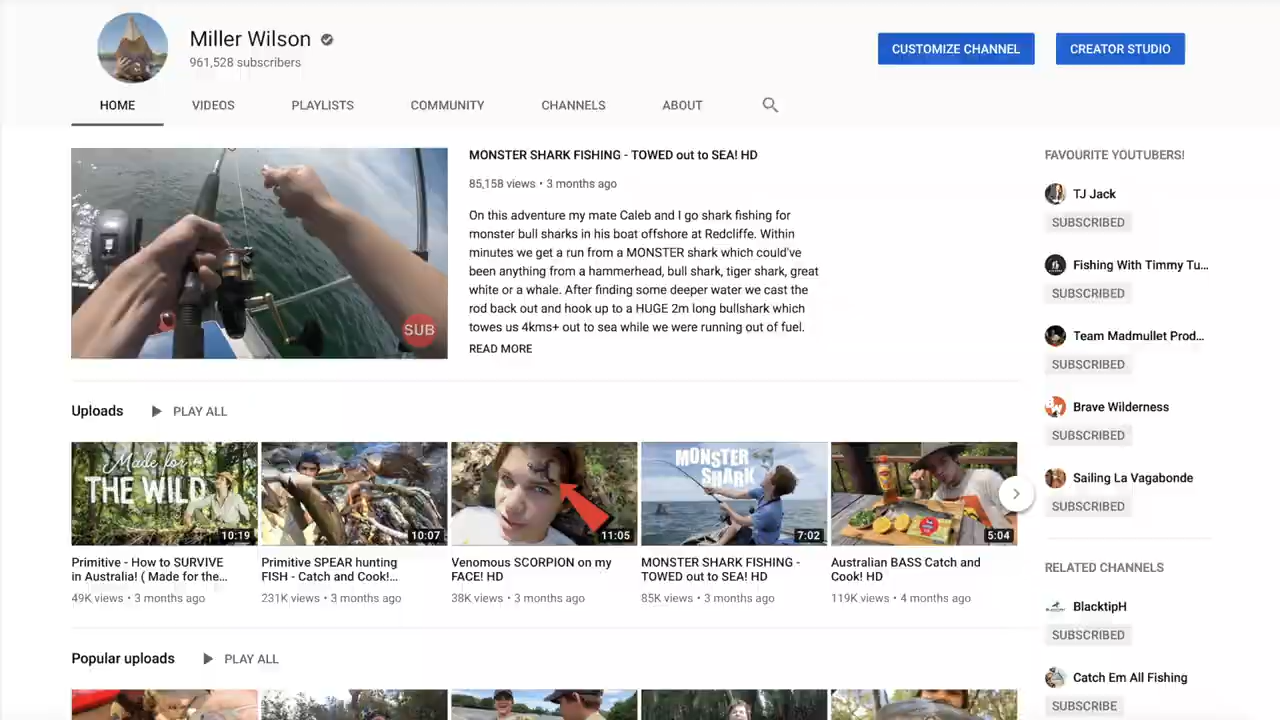 Miller Wilson
961,528 subscribers
CUSTOMIZE CHANNEL
CREATOR STUDIO
HOME
VIDEOS
PLAYLISTS
COMMUNITY
CHANNELS
ABOUT
SUB
MONSTER SHARK FISHING - TOWED out to SEA! HD
85,158 views • 3 months ago
On this adventure my mate Caleb and I go shark fishing for
monster bull sharks in his boat offshore at Redcliffe. Within
minutes we get a run from a MONSTER shark which could've
been anything from a hammerhead, bull shark, tiger shark, great
white or a whale. After finding some deeper water we cast the
rod back out and hook up to a HUGE 2m long bullshark which
towes us 4kms+ out to sea while we were running out of fuel.
READ MORE
FAVOURITE YOUTUBERS!
TJ Jack
SUBSCRIBED
Fishing With Timmy Tu...
SUBSCRIBED
Team Madmullet Prod...
SUBSCRIBED
Brave Wilderness
SUBSCRIBED
Sailing La Vagabonde
SUBSCRIBED
RELATED CHANNELS
BlacktipH
SUBSCRIBED
Catch Em All Fishing
SUBSCRIBE
Uploads
PLAY ALL
Made for
THE WILD
10:19
Primitive - How to SURVIVE
in Australia! ( Made for the...
49K views • 3 months ago
10:07
Primitive SPEAR hunting
FISH - Catch and Cook!...
231K views • 3 months ago
11:05
Venomous SCORPION on my
FACE! HD
38K views • 3 months ago
MONSTER
SHARK
7:02
MONSTER SHARK FISHING -
TOWED out to SEA! HD
85K views • 3 months ago
5:04
Australian BASS Catch and
Cook! HD
119K views • 4 months ago
Popular uploads
PLAY ALL